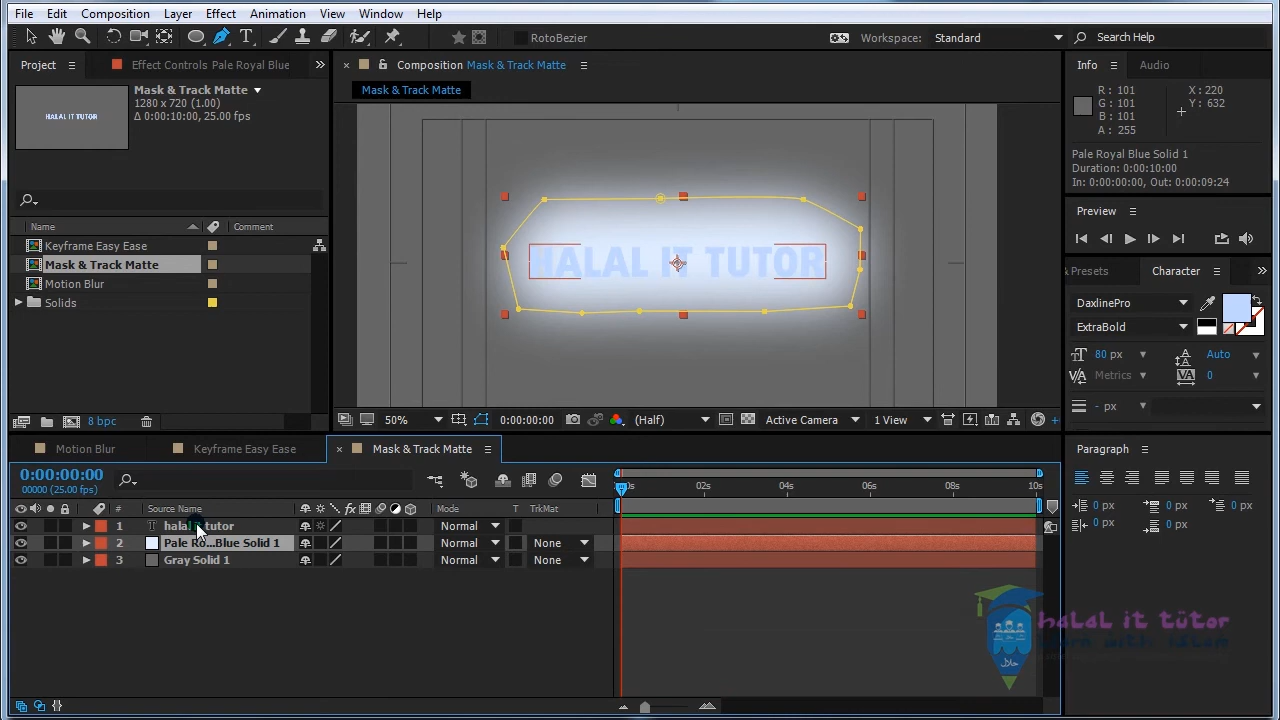 File Edit Composition Layer Effect Animation View Window Help
RotoBezier
Workspace: Standard
Search Help
Project
Effect Controls Pale Royal Blue
Composition Mask & Track Matte
Info Audio
Mask & Track Matte
1280 x 720 (1.00)
Δ 0:00:10:00, 25.00 fps
HALAL IT TUTOR
Mask & Track Matte
R : 101
G : 101
B : 101
A : 255
X : 220
Y : 632
Pale Royal Blue Solid 1
Duration: 0:00:10:00
In: 0:00:00:00, Out: 0:00:09:24
Name Comment
Keyframe Easy Ease
Mask & Track Matte
Motion Blur
Solids
HALAL IT TUTOR
Preview
& Presets Character
DaxlinePro
ExtraBold
80 px Auto
Metrics 0
- px
8 bpc
50% 0:00:00:00 (Half) Active Camera 1 View
Motion Blur Keyframe Easy Ease Mask & Track Matte
Paragraph
0:00:00:00
00000 (25.00 fps)
02s 04s 06s 08s 10s
0 px 0 px 0 px
0 px 0 px
# Source Name Mode T TrkMat
1 halal it tutor Normal
2 Pale Ro...Blue Solid 1 Normal None
3 Gray Solid 1 Normal None
halal it tutor
learn with islam
حلال